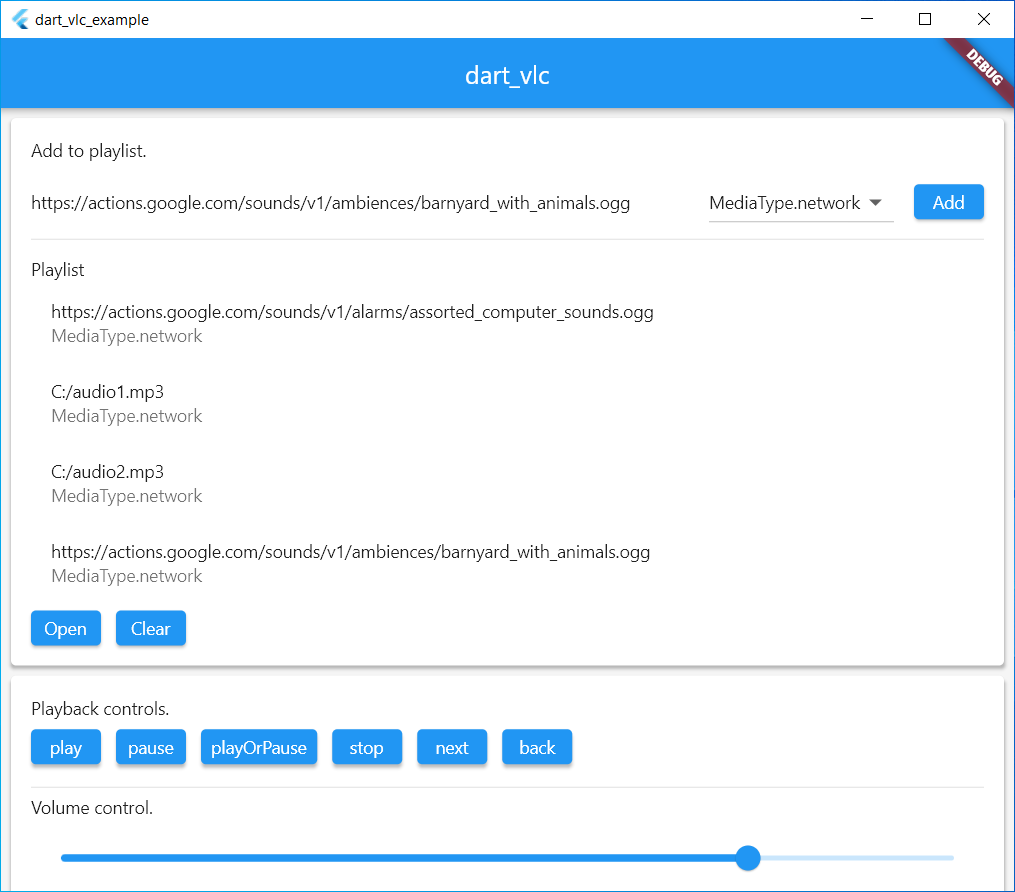 dart_vlc_example
DEBUG
dart_vlc
Add to playlist.
https://actions.google.com/sounds/v1/ambiences/barnyard_with_animals.ogg MediaType.network Add
Playlist
https://actions.google.com/sounds/v1/alarms/assorted_computer_sounds.ogg
MediaType.network
C:/audio1.mp3
MediaType.network
C:/audio2.mp3
MediaType.network
https://actions.google.com/sounds/v1/ambiences/barnyard_with_animals.ogg
MediaType.network
Open Clear
Playback controls.
play pause playOrPause stop next back
Volume control.